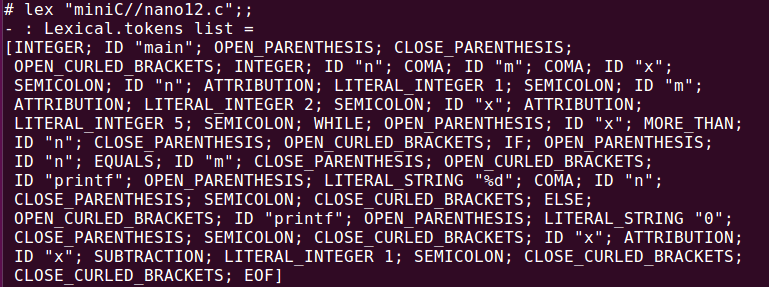 # lex "miniC//nano12.c";;
- : Lexical.tokens list =
[INTEGER; ID "main"; OPEN_PARENTHESIS; CLOSE_PARENTHESIS;
OPEN_CURLED_BRACKETS; INTEGER; ID "n"; COMA; ID "m"; COMA; ID "x";
SEMICOLON; ID "n"; ATTRIBUTION; LITERAL_INTEGER 1; SEMICOLON; ID "m";
ATTRIBUTION; LITERAL_INTEGER 2; SEMICOLON; ID "x"; ATTRIBUTION;
LITERAL_INTEGER 5; SEMICOLON; WHILE; OPEN_PARENTHESIS; ID "x"; MORE_THAN;
ID "n"; CLOSE_PARENTHESIS; OPEN_CURLED_BRACKETS; IF; OPEN_PARENTHESIS;
ID "n"; EQUALS; ID "m"; CLOSE_PARENTHESIS; OPEN_CURLED_BRACKETS;
ID "printf"; OPEN_PARENTHESIS; LITERAL_STRING "%d"; COMA; ID "n";
CLOSE_PARENTHESIS; SEMICOLON; CLOSE_CURLED_BRACKETS; ELSE;
OPEN_CURLED_BRACKETS; ID "printf"; OPEN_PARENTHESIS; LITERAL_STRING "0";
CLOSE_PARENTHESIS; SEMICOLON; CLOSE_CURLED_BRACKETS; ID "x"; ATTRIBUTION;
ID "x"; SUBTRACTION; LITERAL_INTEGER 1; SEMICOLON; CLOSE_CURLED_BRACKETS;
CLOSE_CURLED_BRACKETS; EOF]